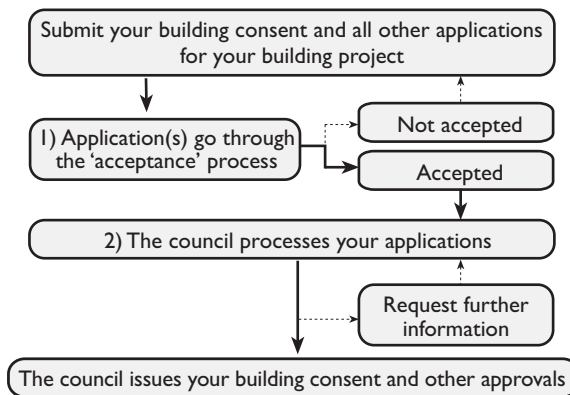 Submit your building consent and all other applications
for your building project
1) Application(s) go through
the ‘acceptance’ process
Not accepted
Accepted
2) The council processes your applications
Request further
information
The council issues your building consent and other approvals